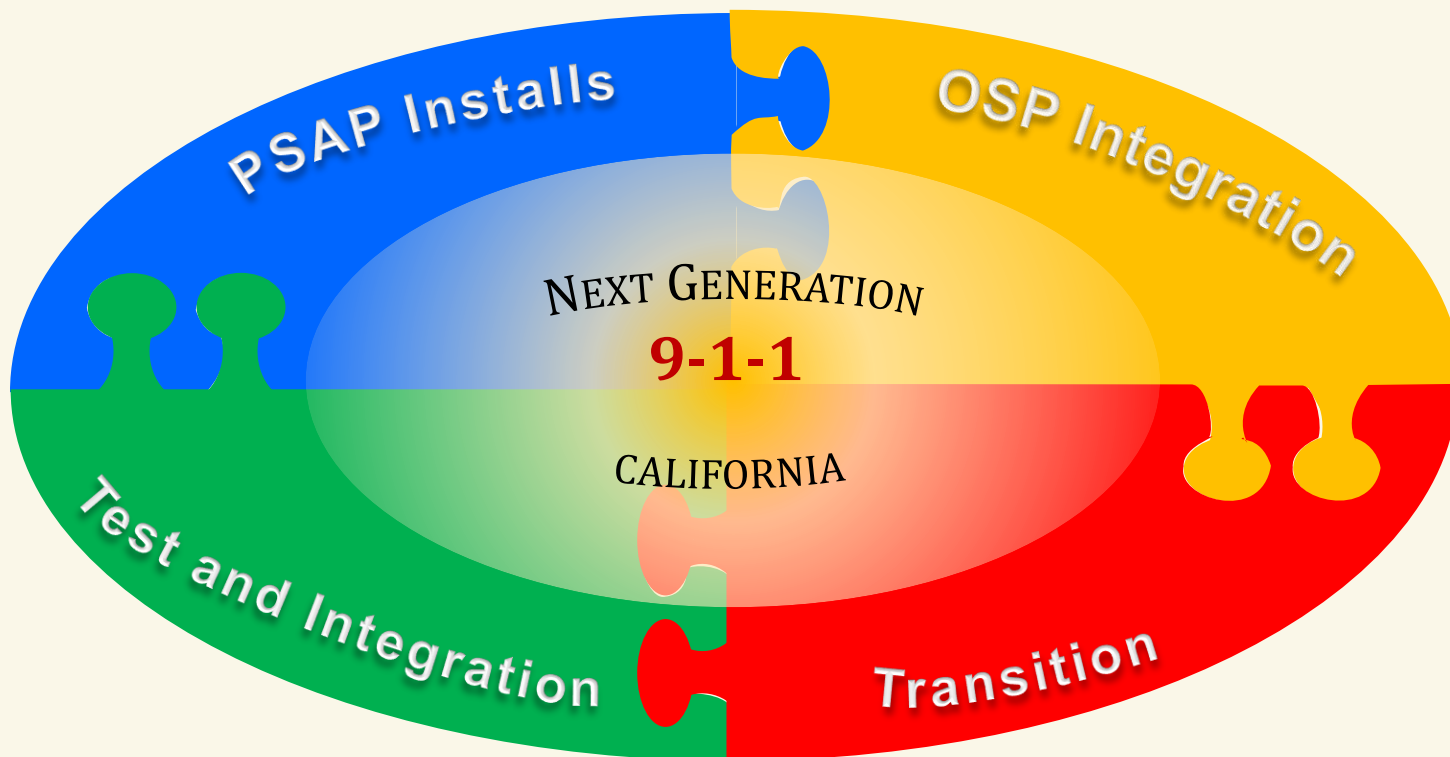 PSAP Installs
OSP Integration
NEXT GENERATION
9-1-1
CALIFORNIA
Test and Integration
Transition